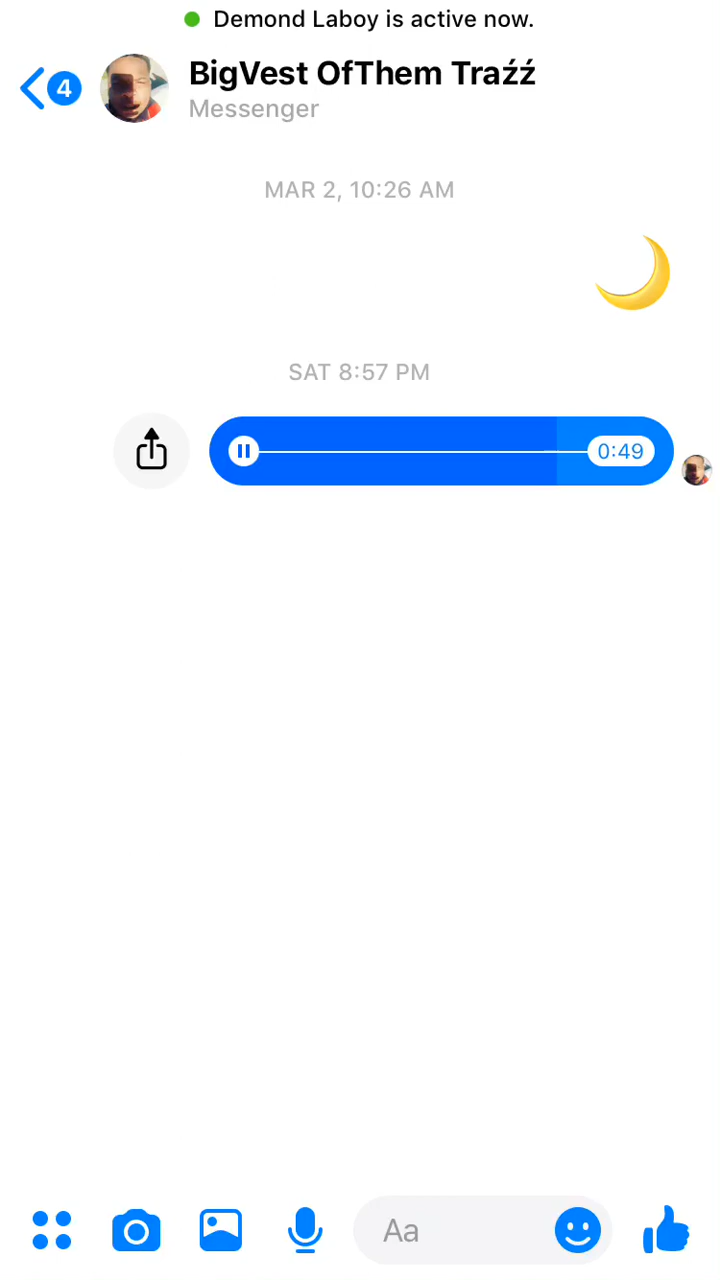 Demond Laboy is active now.
4
BigVest OfThem Traźź
Messenger
MAR 2, 10:26 AM
SAT 8:57 PM
0:49
Aa